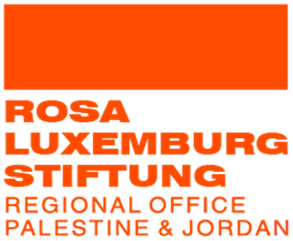 ROSA
LUXEMBURG
STIFTUNG
REGIONAL OFFICE
PALESTINE & JORDAN